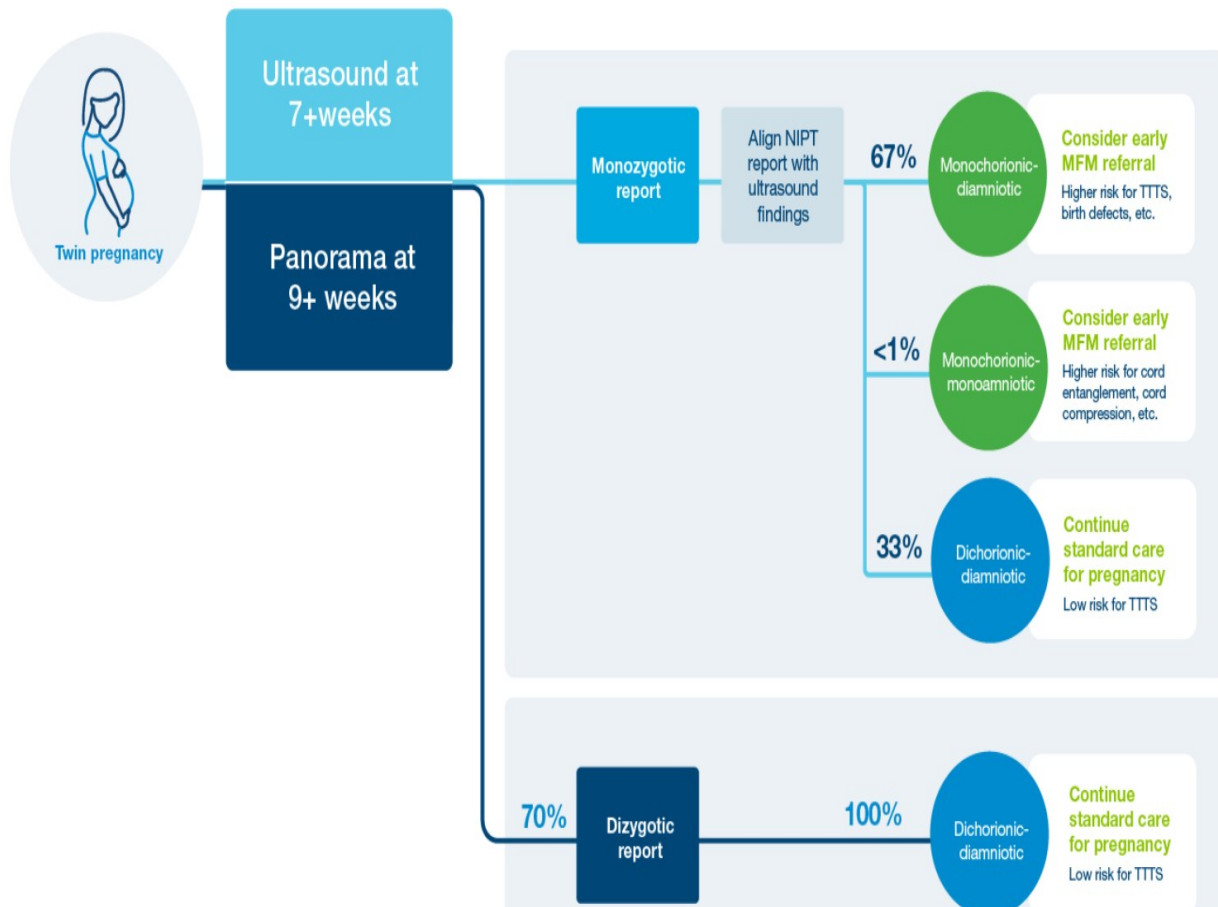 Twin pregnancy
Ultrasound at
7+weeks
Panorama at
9+ weeks
Monozygotic
report
Align NIPT
report with
ultrasound
findings
67%
Monochorionic-
diamniotic
Consider early
MFM referral
Higher risk for TTTS,
birth defects, etc.
<1%
Monochorionic-
monoamniotic
Consider early
MFM referral
Higher risk for cord
entanglement, cord
compression, etc.
33%
Dichorionic-
diamniotic
Continue
standard care
for pregnancy
Low risk for TTTS
70%
Dizygotic
report
100%
Dichorionic-
diamniotic
Continue
standard care
for pregnancy
Low risk for TTTS